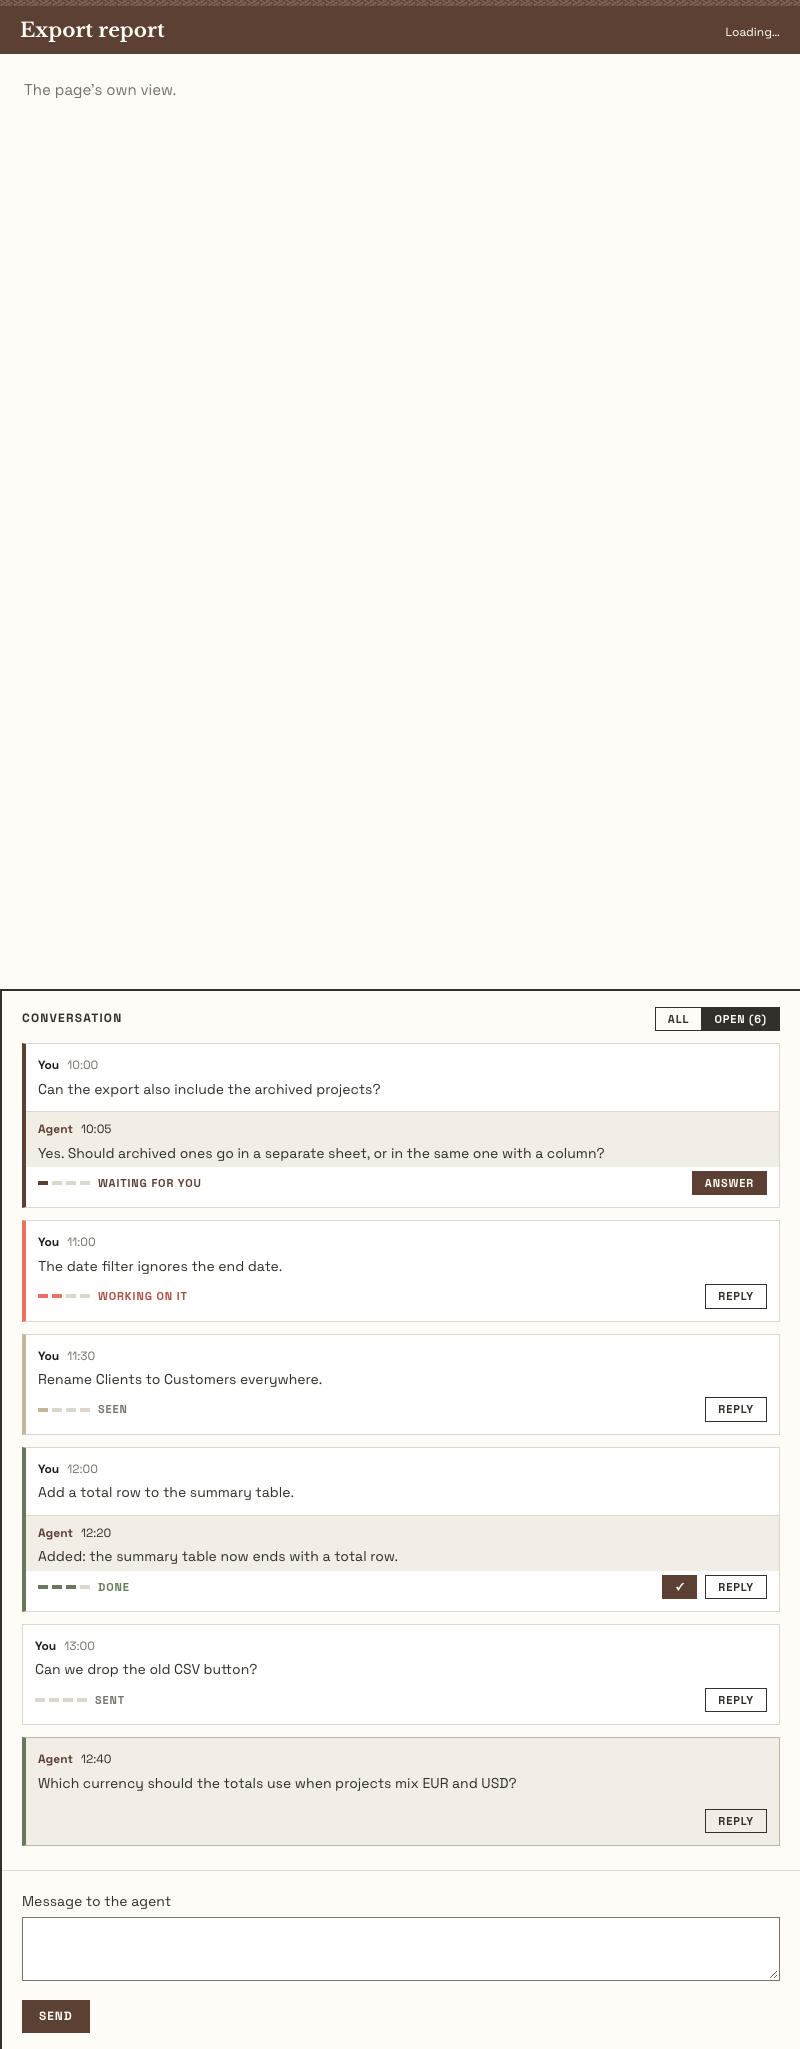 Export report
Loading…
The page's own view.
CONVERSATION
ALL
OPEN (6)
You 10:00
Can the export also include the archived projects?
Agent 10:05
Yes. Should archived ones go in a separate sheet, or in the same one with a column?
WAITING FOR YOU
ANSWER
You 11:00
The date filter ignores the end date.
WORKING ON IT
REPLY
You 11:30
Rename Clients to Customers everywhere.
SEEN
REPLY
You 12:00
Add a total row to the summary table.
Agent 12:20
Added: the summary table now ends with a total row.
DONE
✓
REPLY
You 13:00
Can we drop the old CSV button?
SENT
REPLY
Agent 12:40
Which currency should the totals use when projects mix EUR and USD?
REPLY
Message to the agent
SEND